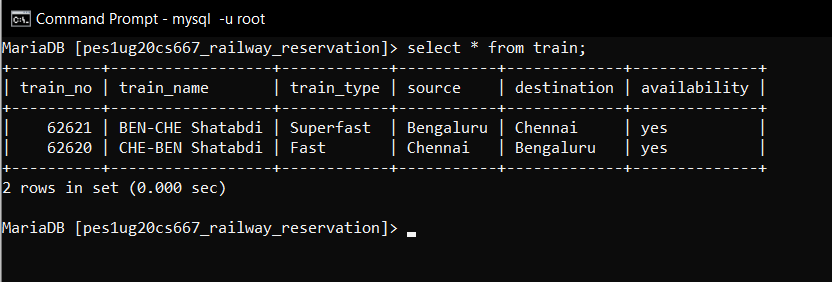 Command Prompt - mysql  -u root
MariaDB [pes1ug20cs667_railway_reservation]> select * from train;
+----------+------------------+------------+-----------+-------------+--------------+
| train_no | train_name       | train_type | source    | destination | availability |
+----------+------------------+------------+-----------+-------------+--------------+
|    62621 | BEN-CHE Shatabdi | Superfast  | Bengaluru | Chennai     | yes          |
|    62620 | CHE-BEN Shatabdi | Fast       | Chennai   | Bengaluru   | yes          |
+----------+------------------+------------+-----------+-------------+--------------+
2 rows in set (0.000 sec)
MariaDB [pes1ug20cs667_railway_reservation]>